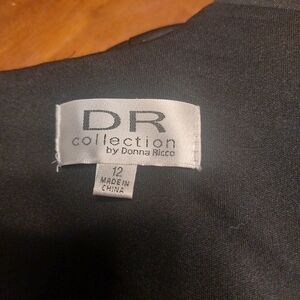 DR
collection
by Donna Ricco
12
MADE IN
CHINA